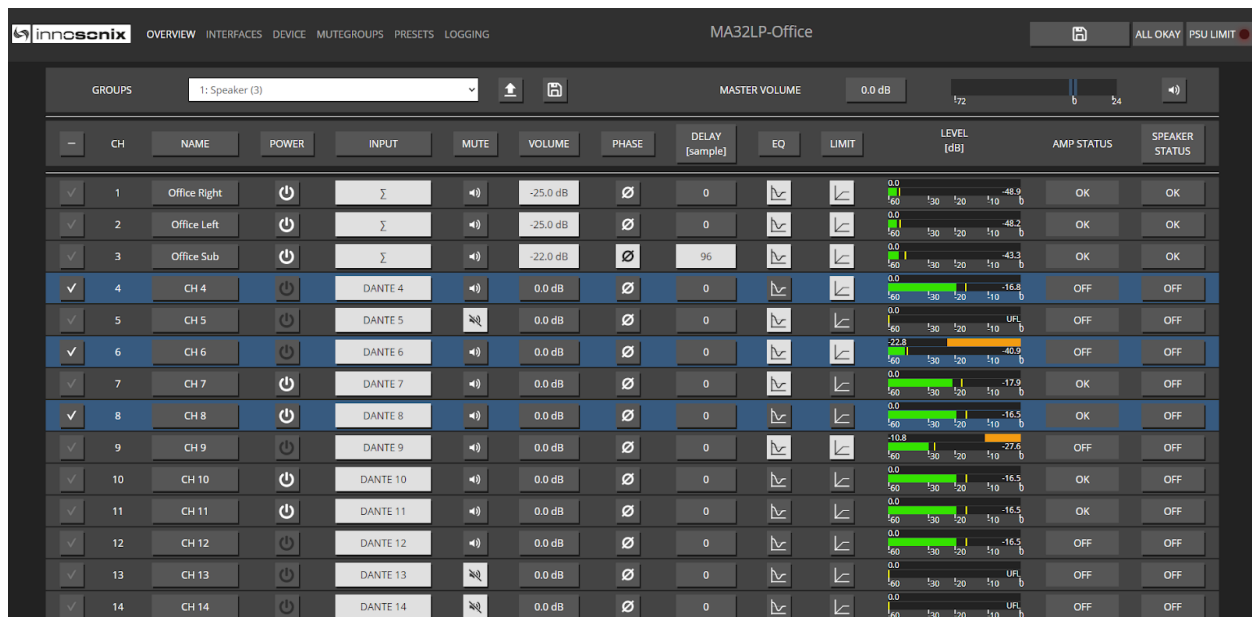 innosonix OVERVIEW INTERFACES DEVICE MUTEGROUPS PRESETS LOGGING MA32LP-Office ALL OKAY PSU LIMIT
GROUPS 1: Speaker (3) MASTER VOLUME 0.0 dB -72 0 24
CH NAME POWER INPUT MUTE VOLUME PHASE DELAY [sample] EQ LIMIT LEVEL [dB] AMP STATUS SPEAKER STATUS
1 Office Right Σ -25.0 dB Ø 0 0.0 -48.9 -60 -30 -20 -10 0 OK OK
2 Office Left Σ -25.0 dB Ø 0 0.0 -48.2 -60 -30 -20 -10 0 OK OK
3 Office Sub Σ -22.0 dB Ø 96 0.0 -43.3 -60 -30 -20 -10 0 OK OK
4 CH 4 DANTE 4 0.0 dB Ø 0 0.0 -16.8 -60 -30 -20 -10 0 OFF OFF
5 CH 5 DANTE 5 0.0 dB Ø 0 0.0 UFL -60 -30 -20 -10 0 OFF OFF
6 CH 6 DANTE 6 0.0 dB Ø 0 -22.8 -40.9 -60 -30 -20 -10 0 OFF OFF
7 CH 7 DANTE 7 0.0 dB Ø 0 0.0 -17.9 -60 -30 -20 -10 0 OK OFF
8 CH 8 DANTE 8 0.0 dB Ø 0 0.0 -16.5 -60 -30 -20 -10 0 OK OFF
9 CH 9 DANTE 9 0.0 dB Ø 0 -10.8 -27.6 -60 -30 -20 -10 0 OFF OFF
10 CH 10 DANTE 10 0.0 dB Ø 0 0.0 -16.5 -60 -30 -20 -10 0 OK OFF
11 CH 11 DANTE 11 0.0 dB Ø 0 0.0 -16.5 -60 -30 -20 -10 0 OK OFF
12 CH 12 DANTE 12 0.0 dB Ø 0 0.0 -16.5 -60 -30 -20 -10 0 OFF OFF
13 CH 13 DANTE 13 0.0 dB Ø 0 0.0 UFL -60 -30 -20 -10 0 OFF OFF
14 CH 14 DANTE 14 0.0 dB Ø 0 0.0 UFL -60 -30 -20 -10 0 OFF OFF